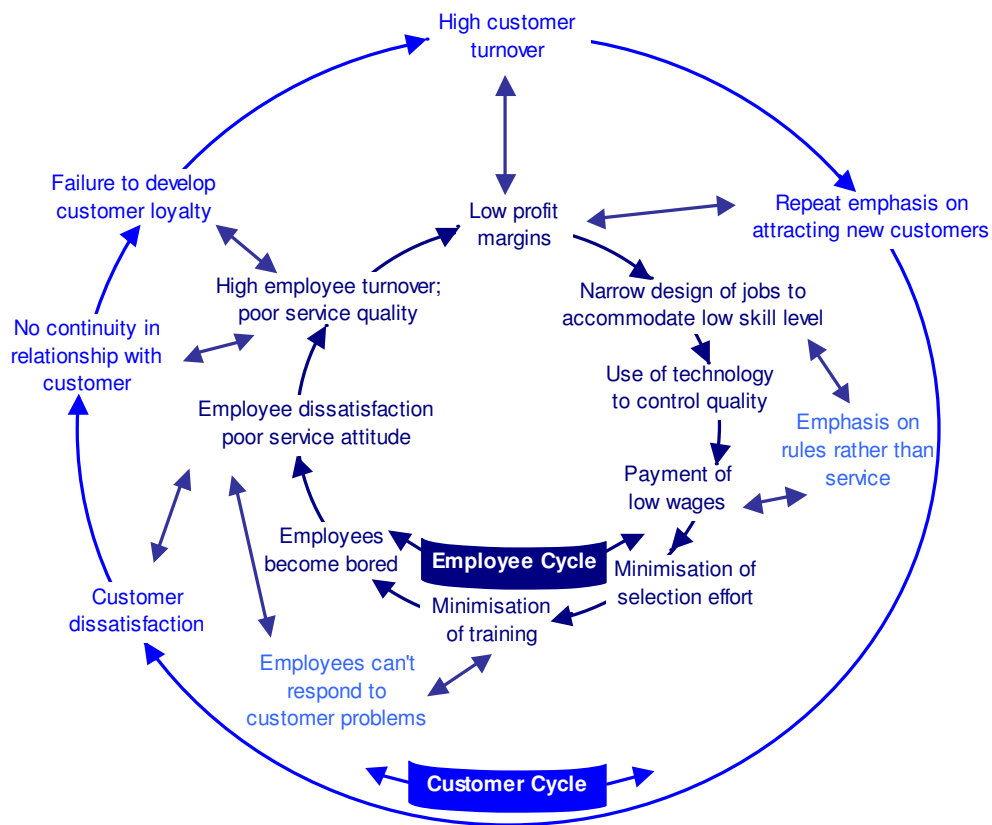 High customer
turnover
Failure to develop
customer loyalty
Low profit
margins
Repeat emphasis on
attracting new customers
High employee turnover;
poor service quality
Narrow design of jobs to
accommodate low skill level
No continuity in
relationship with
customer
Use of technology
to control quality
Employee dissatisfaction
poor service attitude
Emphasis on
rules rather than
service
Payment of
low wages
Employees
become bored
Employee Cycle
Minimisation of
selection effort
Customer
dissatisfaction
Minimisation
of training
Employees can't
respond to
customer problems
Customer Cycle